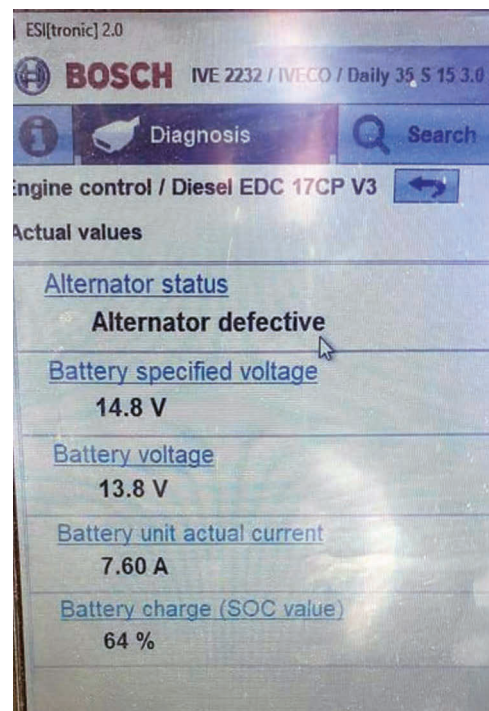 ESI[tronic] 2.0
BOSCH IVE 2232 / IVECO / Daily 35 S 15 3.0
Diagnosis Search
Engine control / Diesel EDC 17CP V3
Actual values
Alternator status
Alternator defective
Battery specified voltage
14.8 V
Battery voltage
13.8 V
Battery unit actual current
7.60 A
Battery charge (SOC value)
64 %